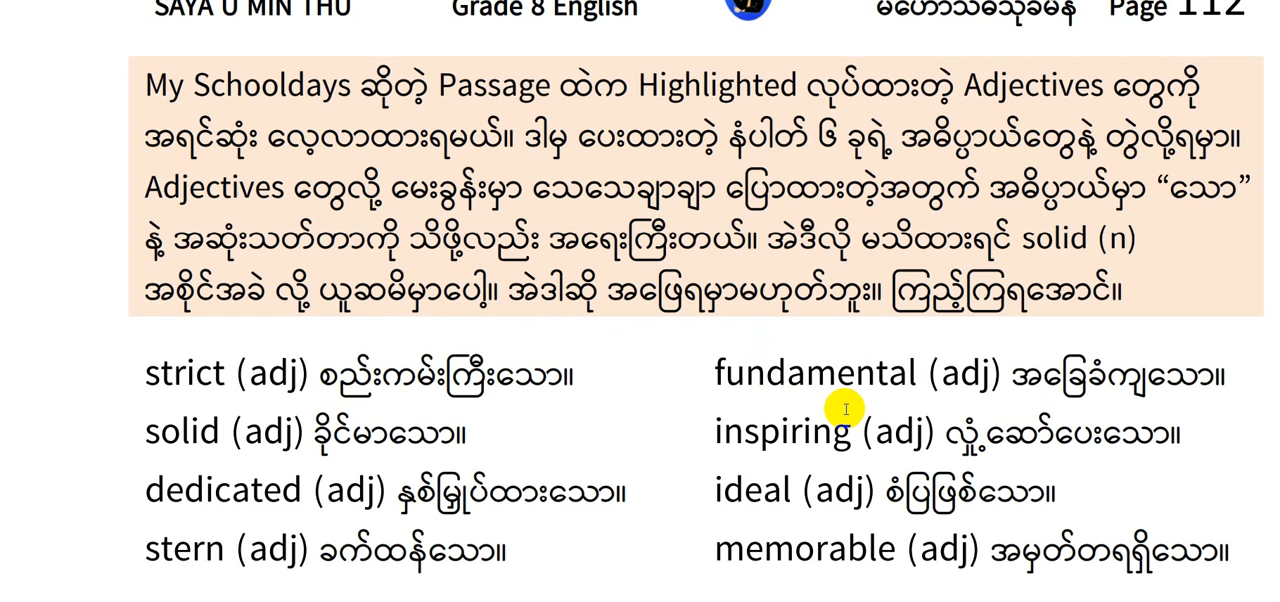 SAYA U MIN THU Grade 8 English မဟောသဓသုခမိန် Page 112
My Schooldays ဆိုတဲ့ Passage ထဲက Highlighted လုပ်ထားတဲ့ Adjectives တွေကို
အရင်ဆုံး လေ့လာထားရမယ်။ ဒါမှ ပေးထားတဲ့ နံပါတ် ၆ ခုရဲ့ အဓိပ္ပာယ်တွေနဲ့ တွဲလို့ရမှာ။
Adjectives တွေလို့ မေးခွန်းမှာ သေသေချာချာ ပြောထားတဲ့အတွက် အဓိပ္ပာယ်မှာ “သော”
နဲ့ အဆုံးသတ်တာကို သိဖို့လည်း အရေးကြီးတယ်။ အဲဒီလို မသိထားရင် solid (n)
အစိုင်အခဲ လို့ ယူဆမိမှာပေါ့။ အဲဒါဆို အဖြေရမှာမဟုတ်ဘူး။ ကြည့်ကြရအောင်။
strict (adj) စည်းကမ်းကြီးသော။ fundamental (adj) အခြေခံကျသော။
solid (adj) ခိုင်မာသော။ inspiring (adj) လှုံ့ဆော်ပေးသော။
dedicated (adj) နှစ်မြှုပ်ထားသော။ ideal (adj) စံပြဖြစ်သော။
stern (adj) ခက်ထန်သော။ memorable (adj) အမှတ်တရရှိသော။